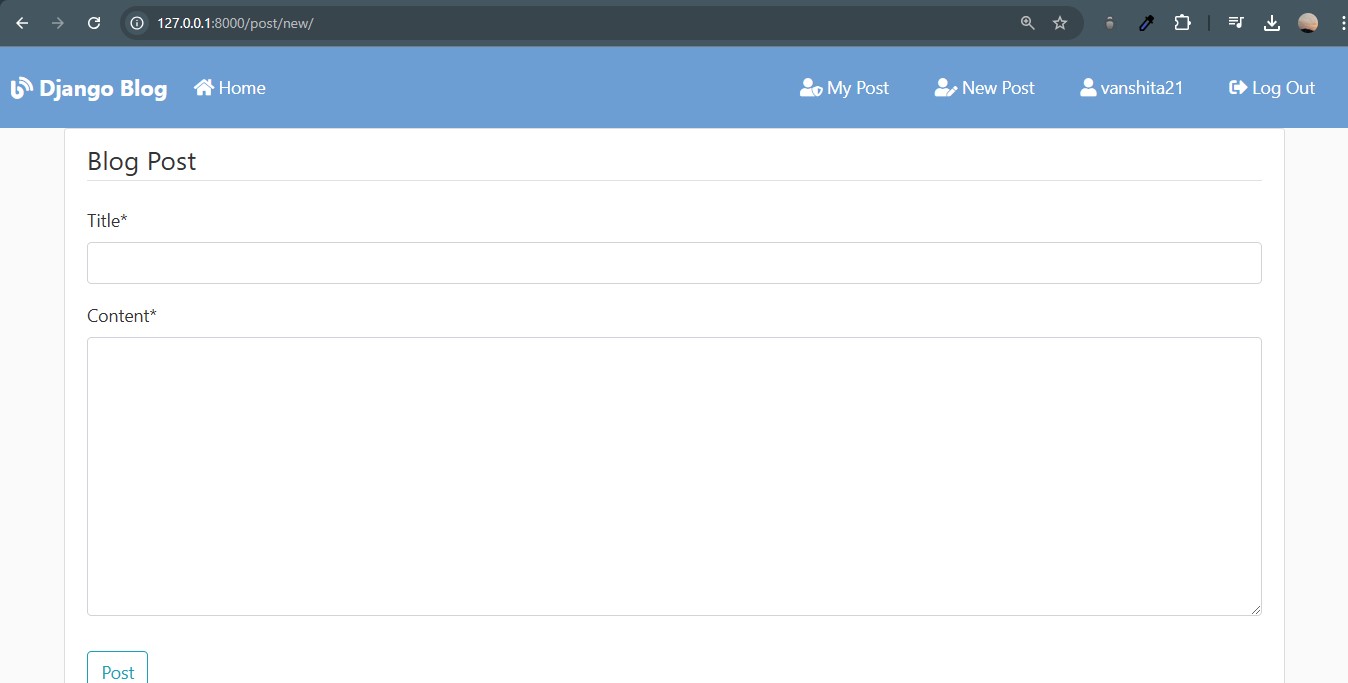 127.0.0.1:8000/post/new/
Django Blog Home My Post New Post vanshita21 Log Out
Blog Post
Title*
Content*
Post